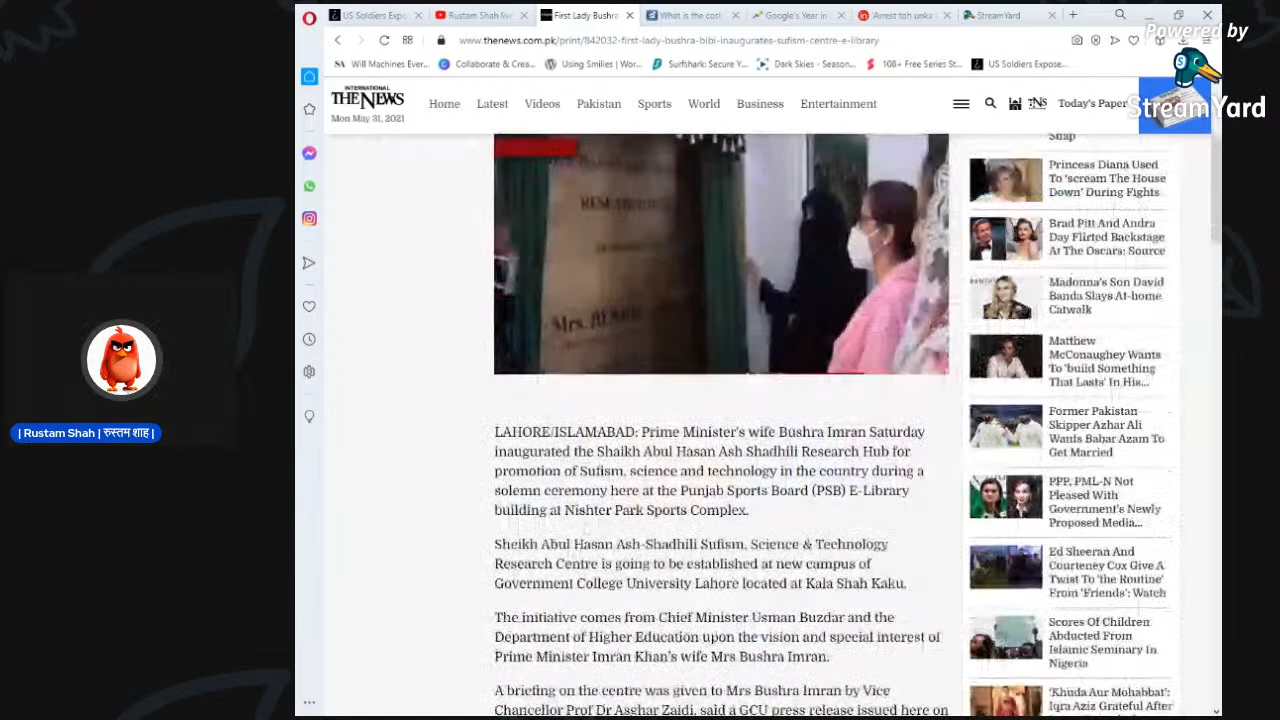 US Soldiers Expo
Rustam Shah live
First Lady Bushra
What is the cost
Google's Year in
'Arrest toh unka
StreamYard
www.thenews.com.pk/print/842032-first-lady-bushra-bibi-inaugurates-sufism-centre-e-library
Powered by
StreamYard
Will Machines Ever...
Collaborate & Crea...
Using Smilies | Wor...
Surfshark: Secure Y...
Dark Skies - Season...
108+ Free Series St...
US Soldiers Expose...
INTERNATIONAL
THE NEWS
Mon May 31, 2021
Home
Latest
Videos
Pakistan
Sports
World
Business
Entertainment
TNS
Today's Paper
Mrs.
| Rustam Shah | रुस्तम शाह |
LAHORE/ISLAMABAD: Prime Minister's wife Bushra Imran Saturday
inaugurated the Shaikh Abul Hasan Ash Shadhili Research Hub for
promotion of Sufism, science and technology in the country during a
solemn ceremony here at the Punjab Sports Board (PSB) E-Library
building at Nishter Park Sports Complex.
Sheikh Abul Hasan Ash-Shadhili Sufism, Science & Technology
Research Centre is going to be established at new campus of
Government College University Lahore located at Kala Shah Kaku.
The initiative comes from Chief Minister Usman Buzdar and the
Department of Higher Education upon the vision and special interest of
Prime Minister Imran Khan's wife Mrs Bushra Imran.
A briefing on the centre was given to Mrs Bushra Imran by Vice
Chancellor Prof Dr Asghar Zaidi, said a GCU press release issued here on
Snap
Princess Diana Used
To 'scream The House
Down' During Fights
Brad Pitt And Andra
Day Flirted Backstage
At The Oscars: Source
Madonna's Son David
Banda Slays At-home
Catwalk
Matthew
McConaughey Wants
To 'build Something
That Lasts' In His...
Former Pakistan
Skipper Azhar Ali
Wants Babar Azam To
Get Married
PPP, PML-N Not
Pleased With
Government's Newly
Proposed Media...
Ed Sheeran And
Courteney Cox Give A
Twist To 'the Routine'
From 'Friends': Watch
Scores Of Children
Abducted From
Islamic Seminary In
Nigeria
'Khuda Aur Mohabbat':
Iqra Aziz Grateful After